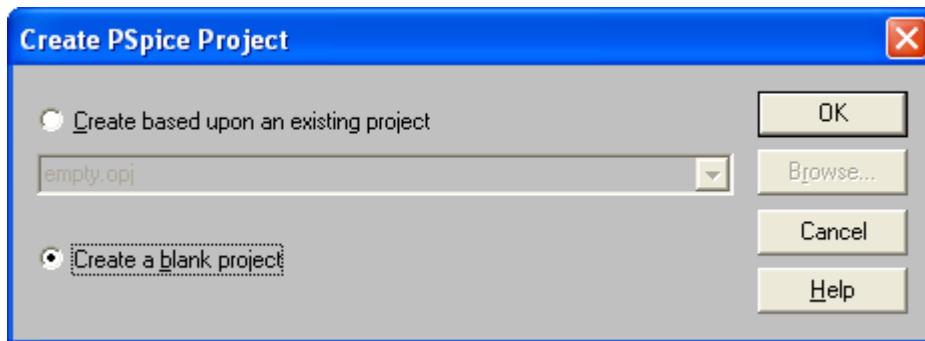 Create PSpice Project
Create based upon an existing project
OK
empty.opj
Browse...
Create a blank project
Cancel
Help